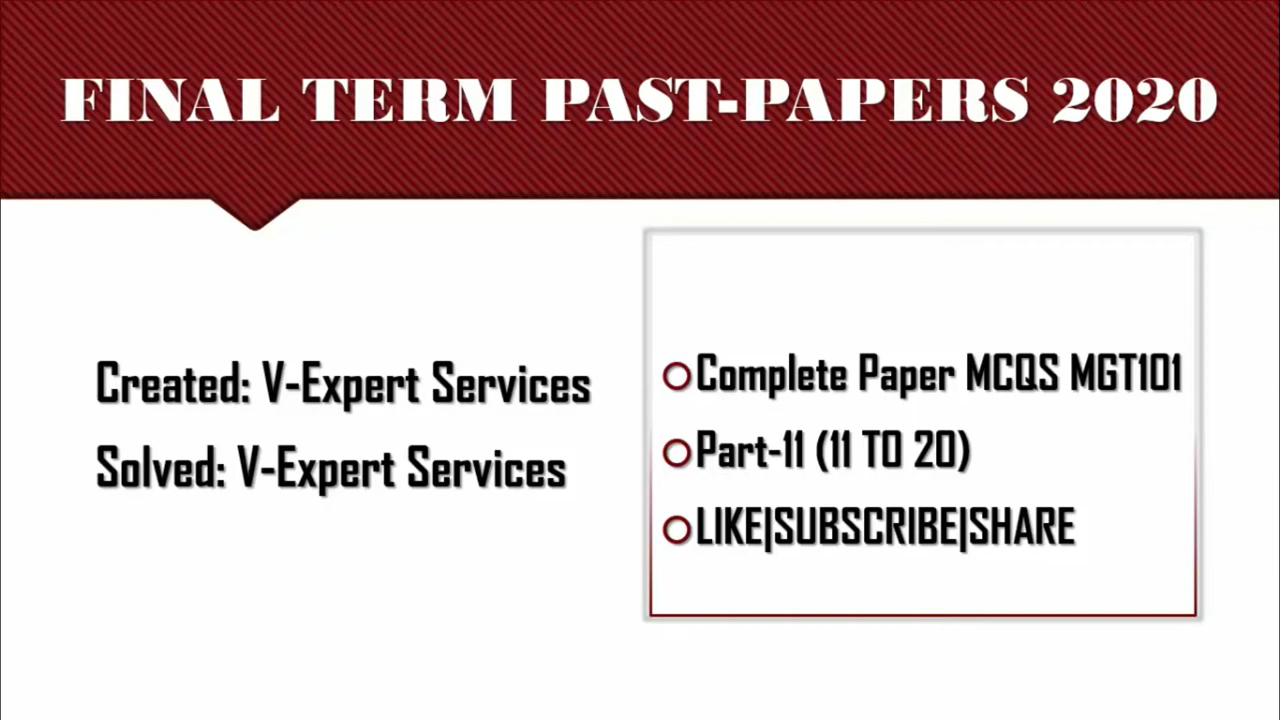 FINAL TERM PAST-PAPERS 2020
Created: V-Expert Services
Solved: V-Expert Services
Complete Paper MCQS MGT101
Part-11 (11 TO 20)
LIKE|SUBSCRIBE|SHARE